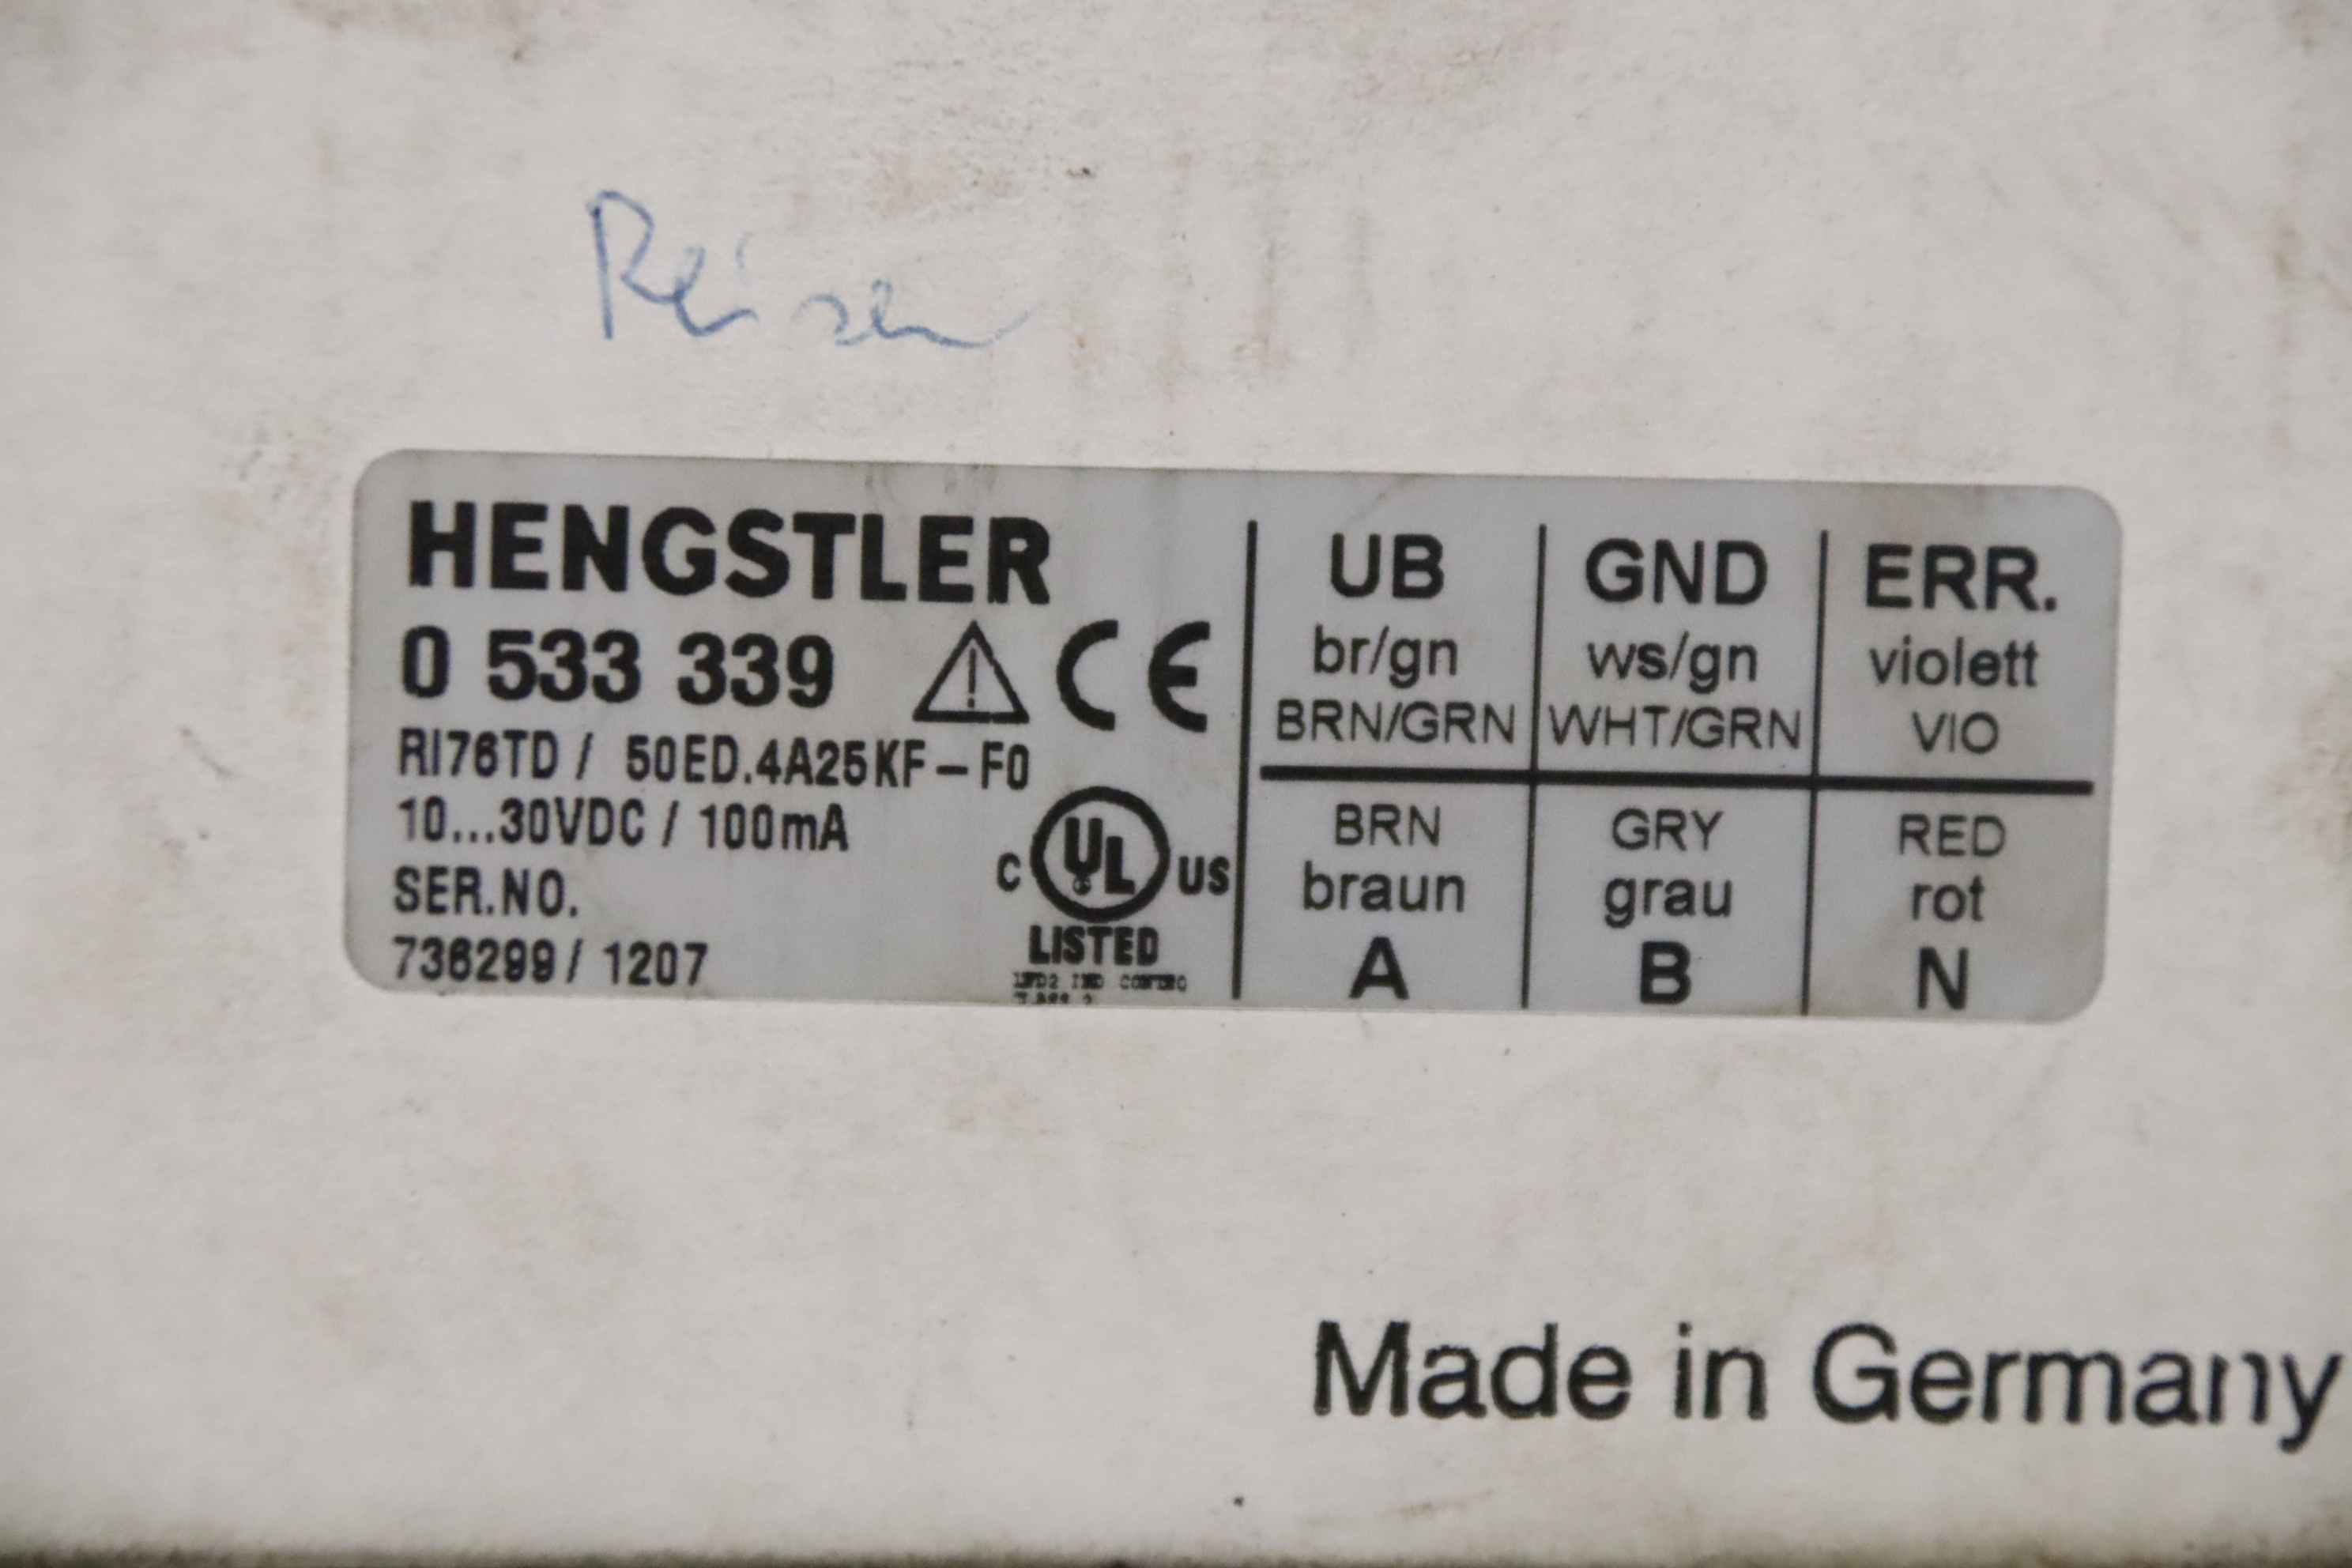 HENGSTLER
0 533 339 ⚠ CE
RI76TD / 50ED.4A25KF-F0
10...30VDC / 100mA
SER.NO.
736299 / 1207
C UL US
LISTED
UB GND ERR.
br/gn ws/gn violett
BRN/GRN WHT/GRN VIO
BRN GRY RED
braun grau rot
A B N
Made in Germany